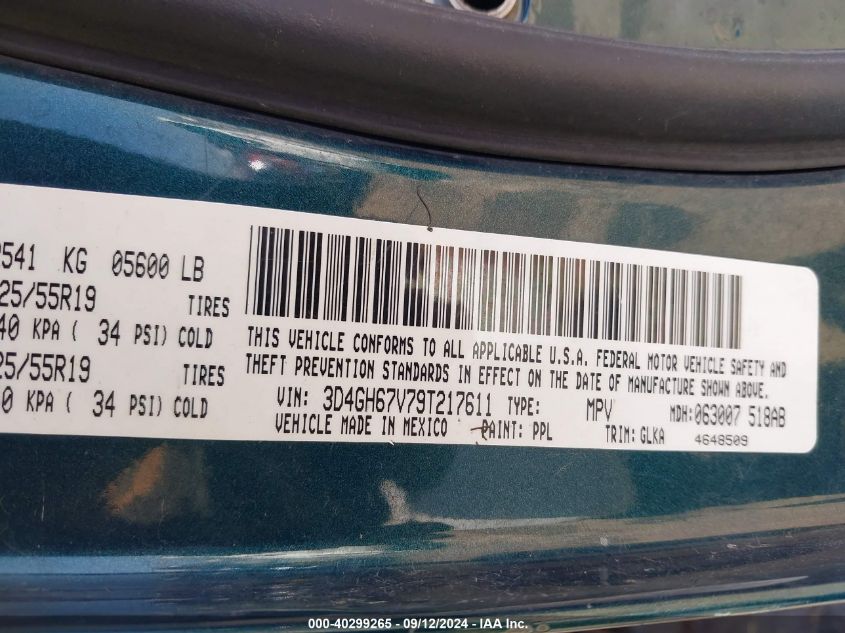 541 KG 05600 LB
25/55R19 TIRES
40 KPA ( 34 PSI) COLD
25/55R19 TIRES
0 KPA ( 34 PSI) COLD
THIS VEHICLE CONFORMS TO ALL APPLICABLE U.S.A. FEDERAL MOTOR VEHICLE SAFETY AND
THEFT PREVENTION STANDARDS IN EFFECT ON THE DATE OF MANUFACTURE SHOWN ABOVE.
VIN: 3D4GH67V79T217611 TYPE: MPV MDH:063007 518AB
VEHICLE MADE IN MEXICO PAINT: PPL TRIM:GLKA 4648509
000-40299265 - 09/12/2024 - IAA Inc.